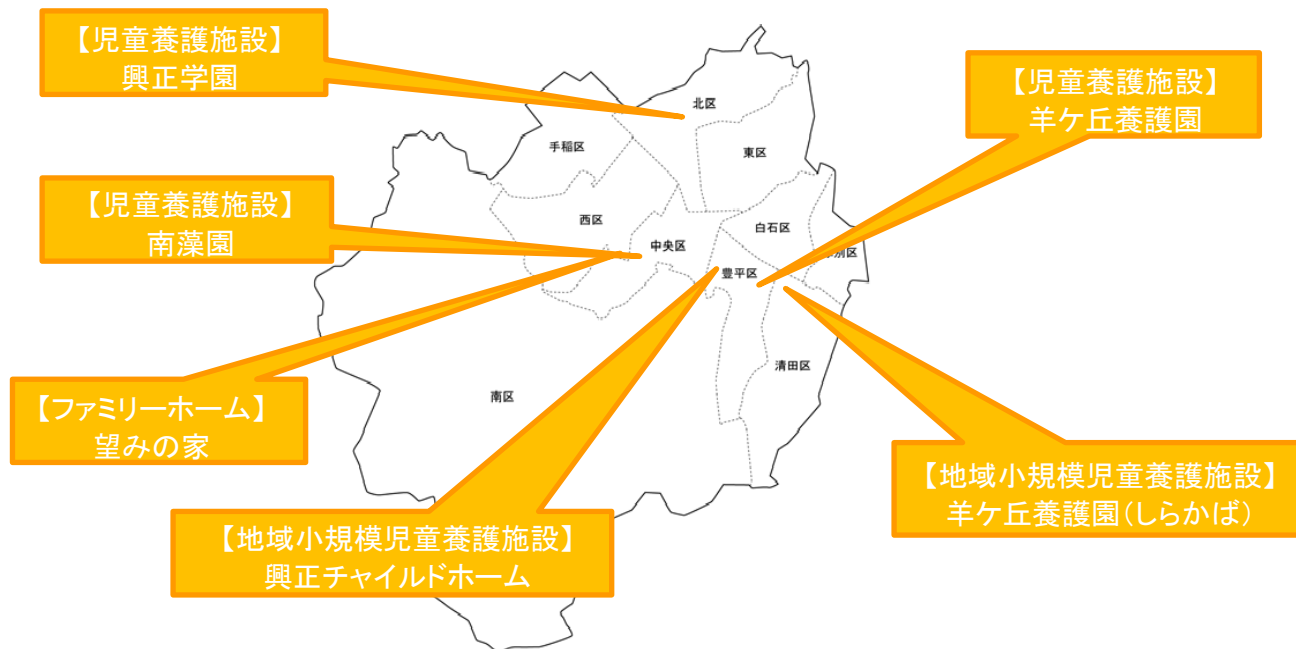 【児童養護施設】
興正学園
【児童養護施設】
羊ケ丘養護園
北区
手稲区
東区
【児童養護施設】
南藻園
西区
白石区
中央区
別区
豊平区
清田区
南区
【ファミリーホーム】
望みの家
【地域小規模児童養護施設】
羊ケ丘養護園(しらかば)
【地域小規模児童養護施設】
興正チャイルドホーム